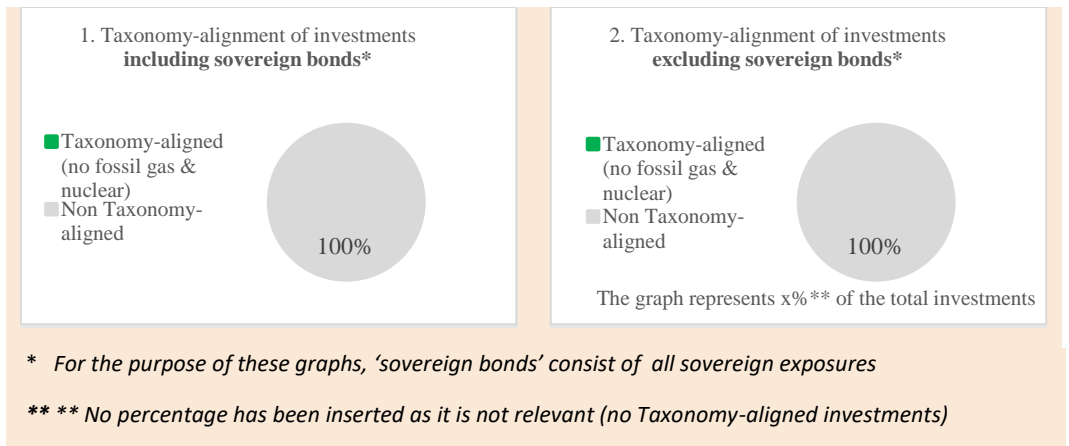 1. Taxonomy-alignment of investments
including sovereign bonds*
Taxonomy-aligned
(no fossil gas &
nuclear)
Non Taxonomy-
aligned
100%
2. Taxonomy-alignment of investments
excluding sovereign bonds*
Taxonomy-aligned
(no fossil gas &
nuclear)
Non Taxonomy-
aligned
100%
The graph represents x%** of the total investments
* For the purpose of these graphs, ‘sovereign bonds’ consist of all sovereign exposures
** ** No percentage has been inserted as it is not relevant (no Taxonomy-aligned investments)